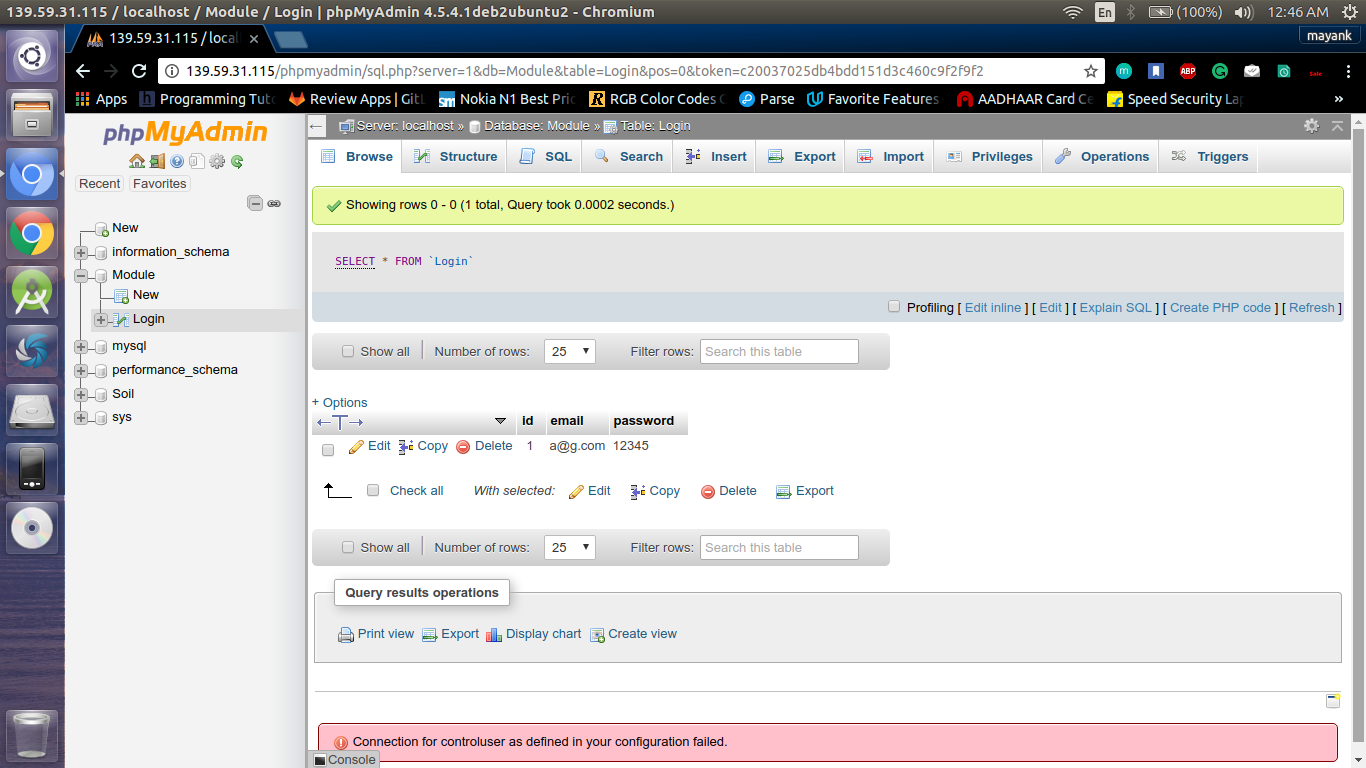 139.59.31.115 / localhost / Module / Login | phpMyAdmin 4.5.4.1deb2ubuntu2 - Chromium
En (100%) 12:46 AM
139.59.31.115 / local
mayank
139.59.31.115/phpmyadmin/sql.php?server=1&db=Module&table=Login&pos=0&token=c20037025db4bdd151d3c460c9f2f9f2
m ABP
Apps Programming Tuto Review Apps | GitL Nokia N1 Best Pric RGB Color Codes C Parse Favorite Features AADHAAR Card Ce Speed Security Lap »
phpMyAdmin
Recent Favorites
New
information_schema
Module
New
Login
mysql
performance_schema
Soil
sys
Server: localhost » Database: Module » Table: Login
Browse Structure SQL Search Insert Export Import Privileges Operations Triggers
Showing rows 0 - 0 (1 total, Query took 0.0002 seconds.)
SELECT * FROM `Login`
Profiling [ Edit inline ] [ Edit ] [ Explain SQL ] [ Create PHP code ] [ Refresh ]
Show all Number of rows: 25 Filter rows: Search this table
+ Options
id email password
Edit Copy Delete 1 a@g.com 12345
Check all With selected: Edit Copy Delete Export
Show all Number of rows: 25 Filter rows: Search this table
Query results operations
Print view Export Display chart Create view
Connection for controluser as defined in your configuration failed.
Console